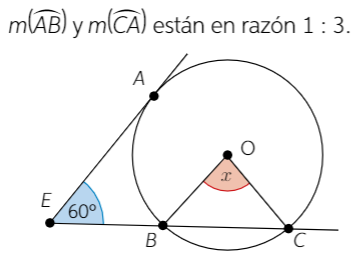 m(AB) y m(CA) están en razón 1 : 3.
A
O
x
E
60°
B
C